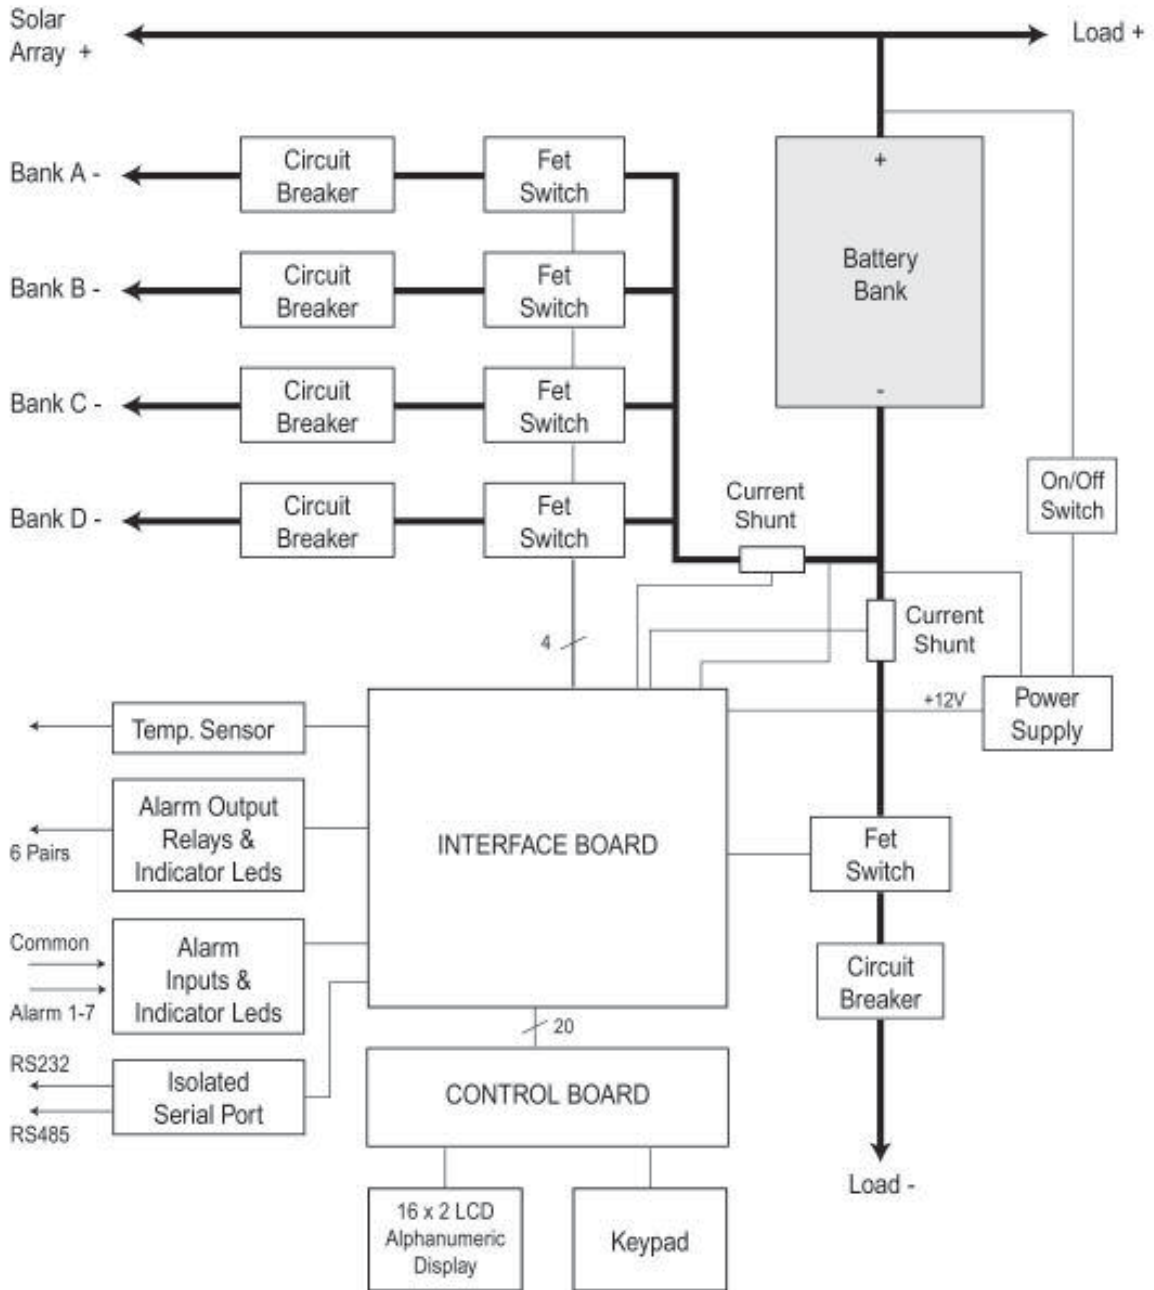 Solar
Array +
Load +
Bank A -
Circuit
Breaker
Fet
Switch
+
Battery
Bank
-
Bank B -
Circuit
Breaker
Fet
Switch
Bank C -
Circuit
Breaker
Fet
Switch
Bank D -
Circuit
Breaker
Fet
Switch
Current
Shunt
On/Off
Switch
Current
Shunt
4
+12V
Power
Supply
Temp. Sensor
Alarm Output
Relays &
Indicator Leds
6 Pairs
INTERFACE BOARD
Fet
Switch
Common
Alarm 1-7
Alarm
Inputs &
Indicator Leds
Circuit
Breaker
20
RS232
RS485
Isolated
Serial Port
CONTROL BOARD
Load -
16 x 2 LCD
Alphanumeric
Display
Keypad